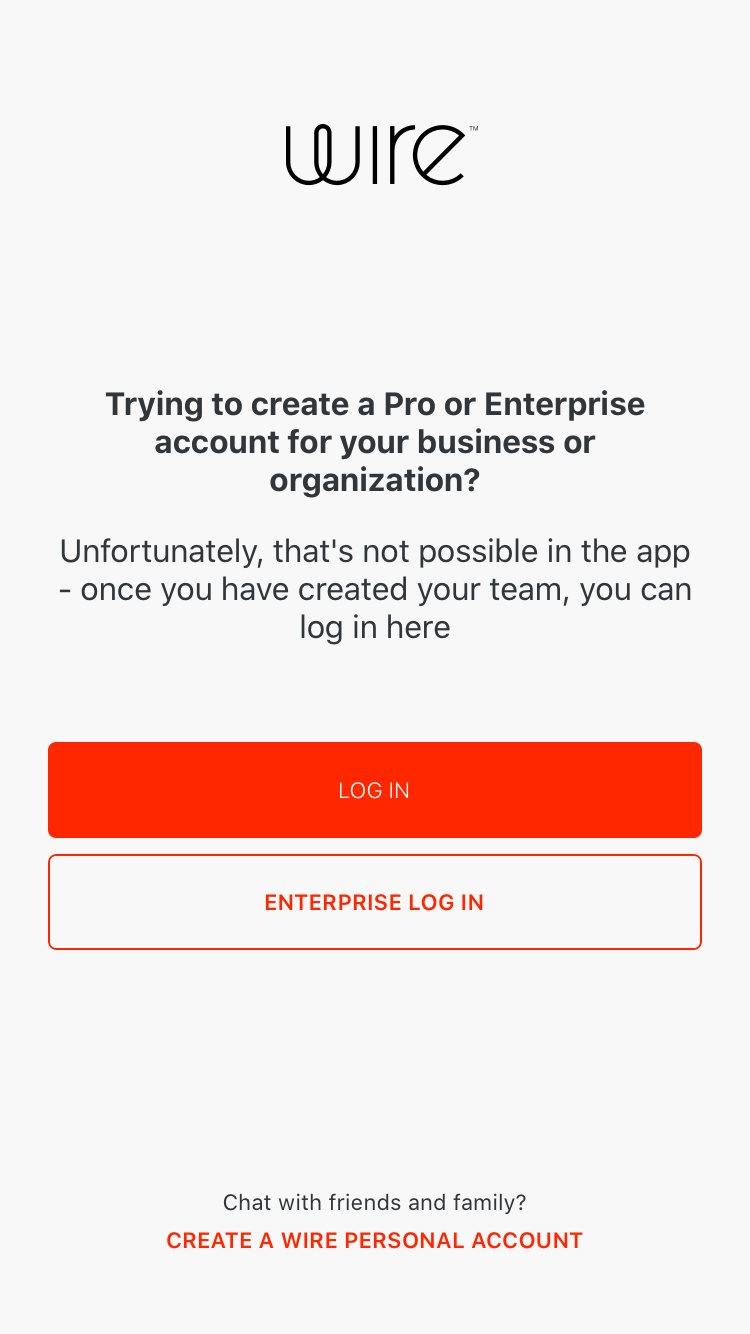 wire™
Trying to create a Pro or Enterprise
account for your business or
organization?
Unfortunately, that's not possible in the app
- once you have created your team, you can
log in here
LOG IN
ENTERPRISE LOG IN
Chat with friends and family?
CREATE A WIRE PERSONAL ACCOUNT